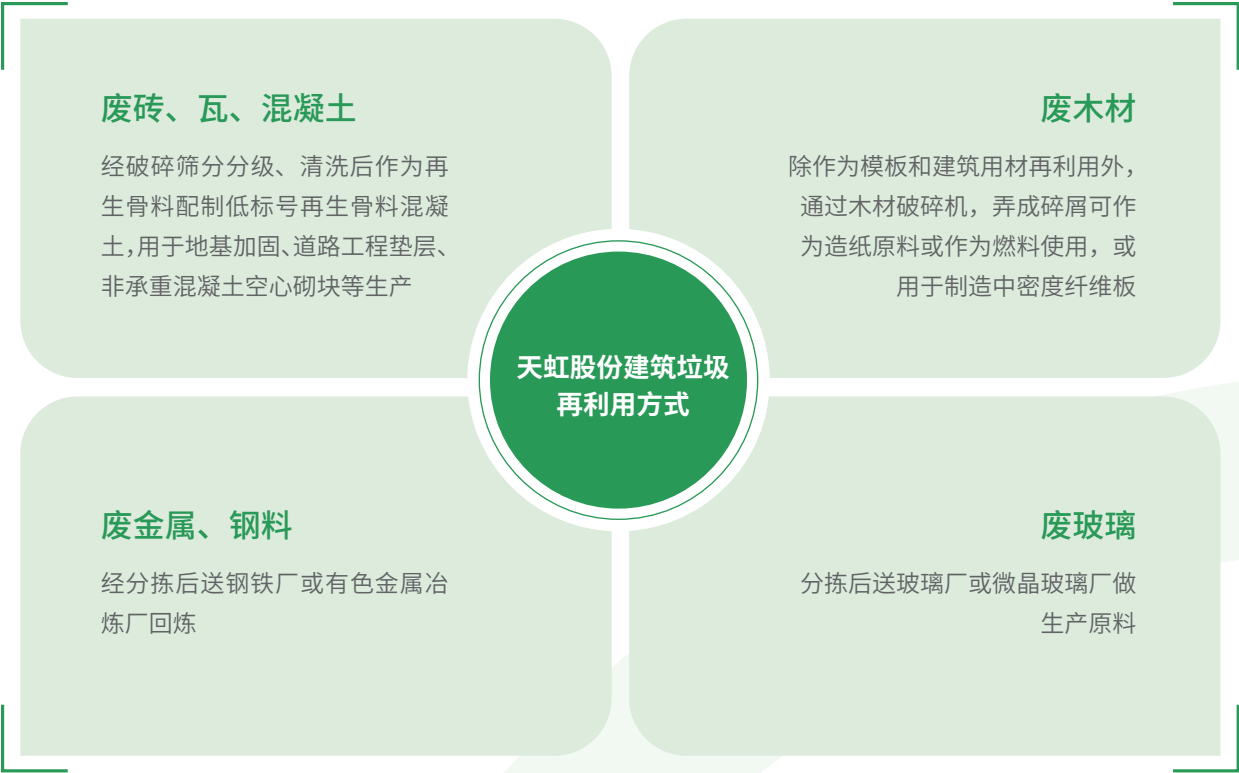 废砖、瓦、混凝土
经破碎筛分分级、清洗后作为再
生骨料配制低标号再生骨料混凝
土,用于地基加固、道路工程垫层、
非承重混凝土空心砌块等生产
废木材
除作为模板和建筑用材再利用外，
通过木材破碎机，弄成碎屑可作
为造纸原料或作为燃料使用，或
用于制造中密度纤维板
天虹股份建筑垃圾
再利用方式
废金属、钢料
经分拣后送钢铁厂或有色金属冶
炼厂回炼
废玻璃
分拣后送玻璃厂或微晶玻璃厂做
生产原料